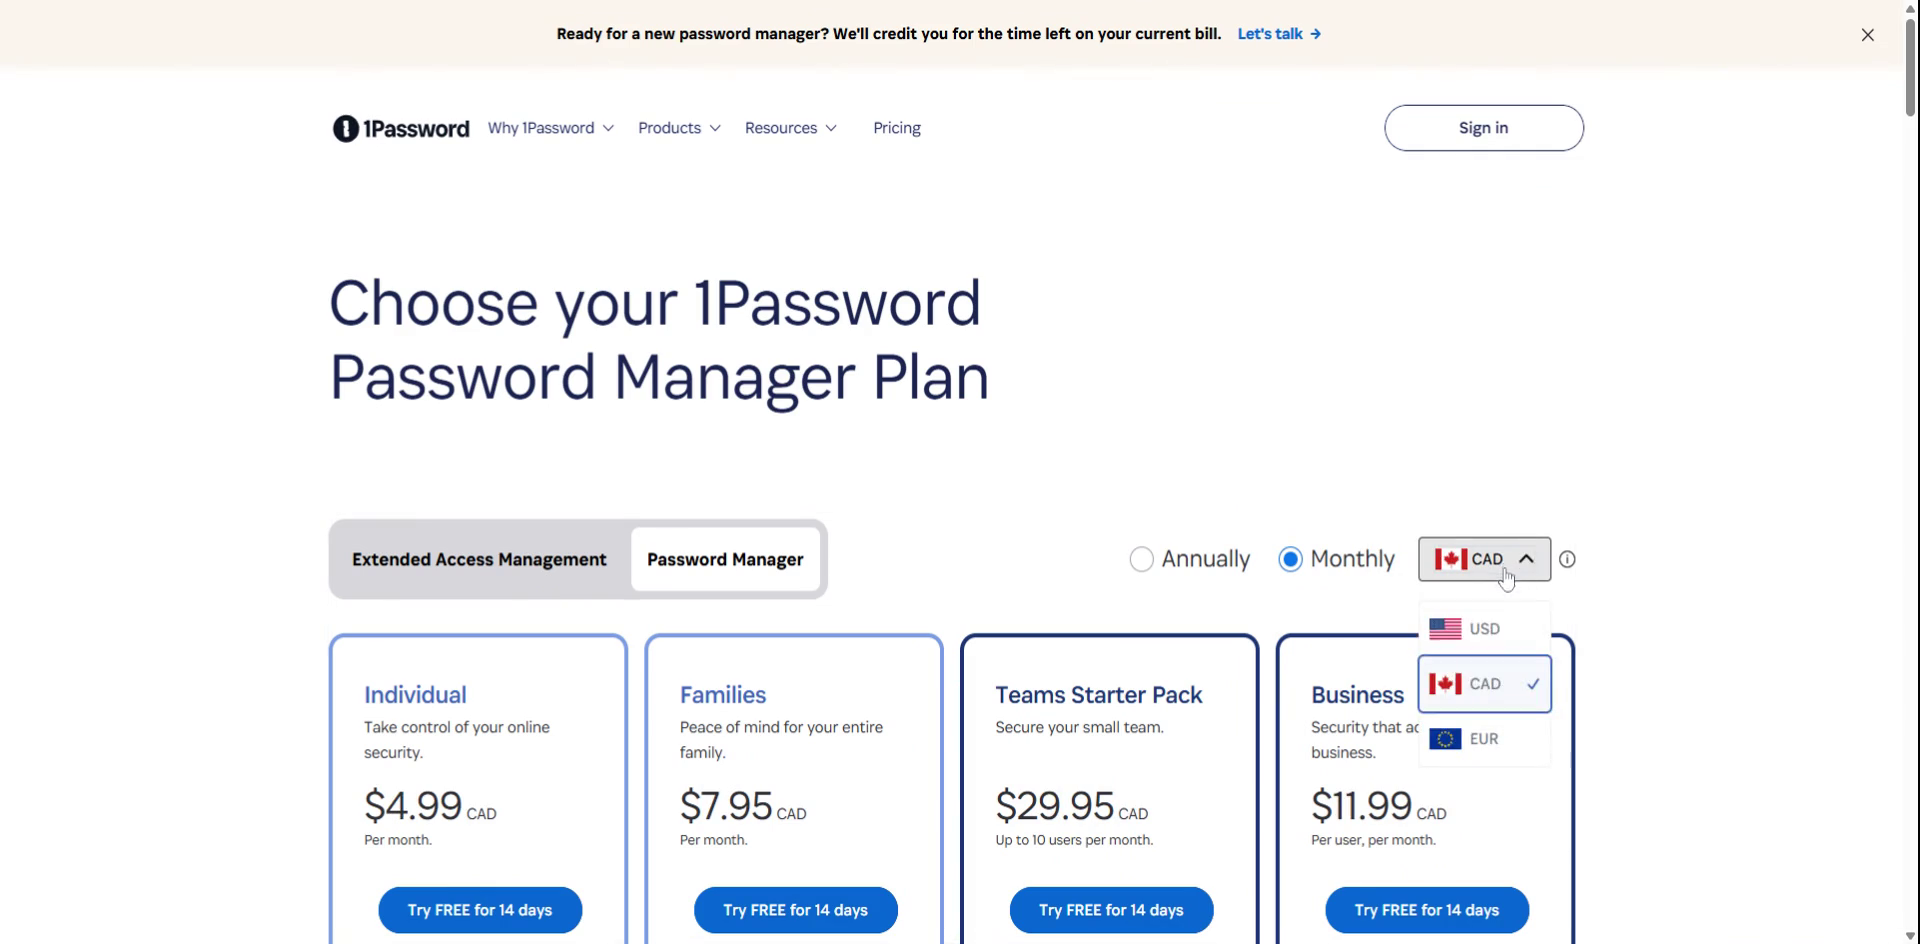 Ready for a new password manager? We'll credit you for the time left on your current bill. Let's talk →
1Password Why 1Password Products Resources Pricing Sign in
Choose your 1Password
Password Manager Plan
Extended Access Management Password Manager Annually Monthly CAD
USD
CAD
EUR
Individual
Take control of your online
security.
$4.99 CAD
Per month.
Try FREE for 14 days
Families
Peace of mind for your entire
family.
$7.95 CAD
Per month.
Try FREE for 14 days
Teams Starter Pack
Secure your small team.
$29.95 CAD
Up to 10 users per month.
Try FREE for 14 days
Business
Security that
business.
$11.99 CAD
Per user, per month.
Try FREE for 14 days